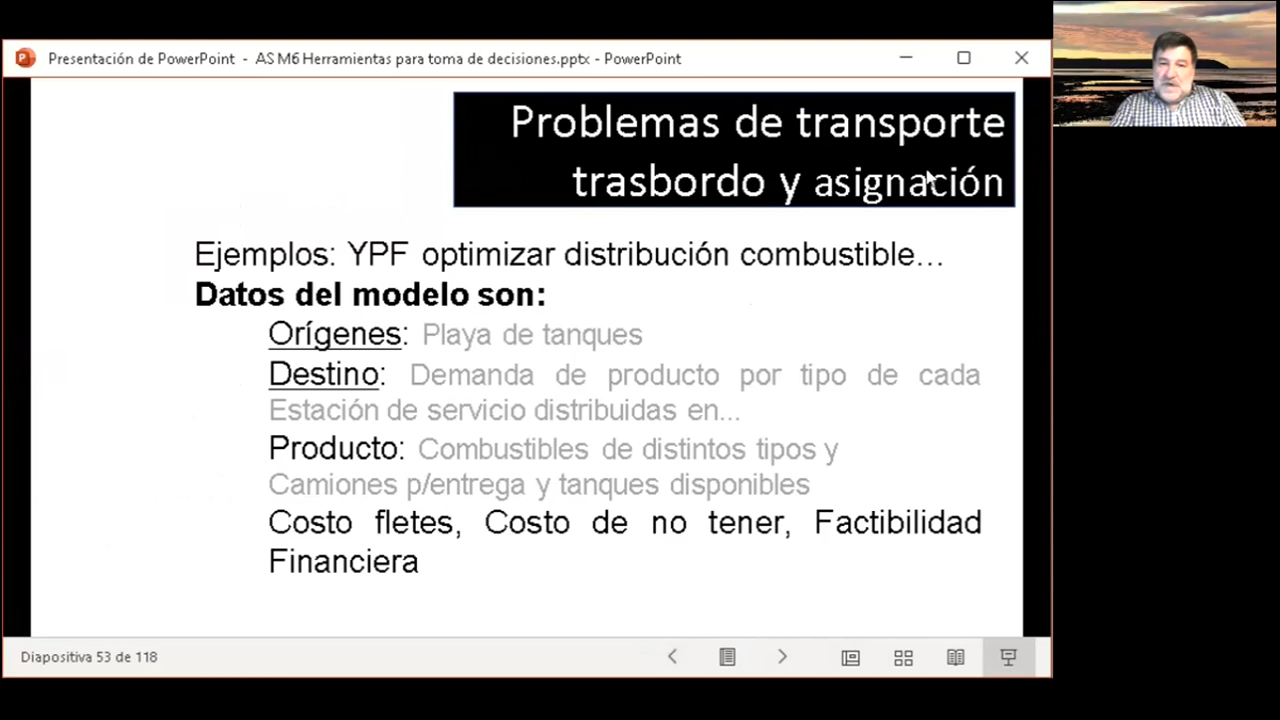 Presentación de PowerPoint - AS M6 Herramientas para toma de decisiones.pptx - PowerPoint
Problemas de transporte
trasbordo y asignación
Ejemplos: YPF optimizar distribución combustible...
Datos del modelo son:
Orígenes: Playa de tanques
Destino: Demanda de producto por tipo de cada
Estación de servicio distribuidas en...
Producto: Combustibles de distintos tipos y
Camiones p/entrega y tanques disponibles
Costo fletes, Costo de no tener, Factibilidad
Financiera
Diapositiva 53 de 118